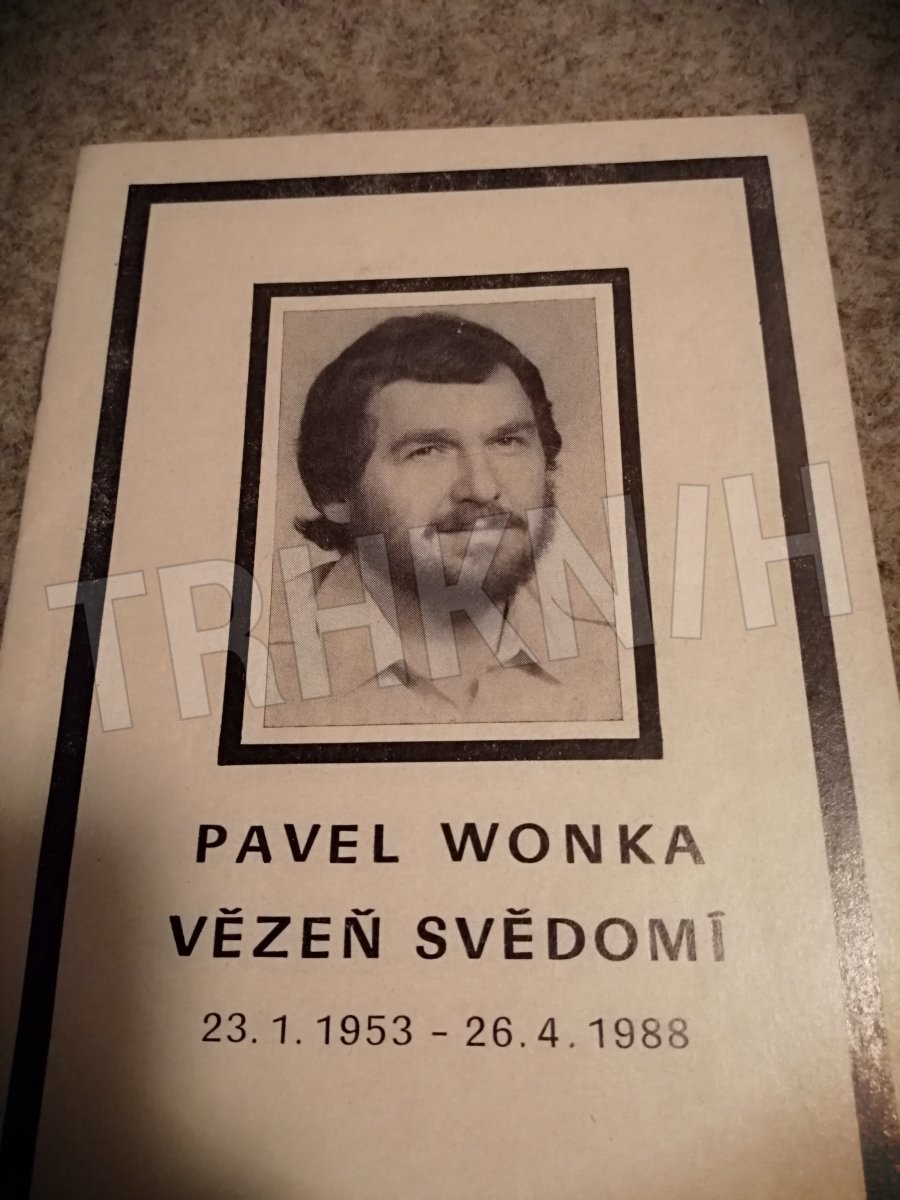 TRHKNIH
PAVEL WONKA
VĚZEŇ SVĚDOMÍ
23. 1. 1953 - 26. 4. 1988